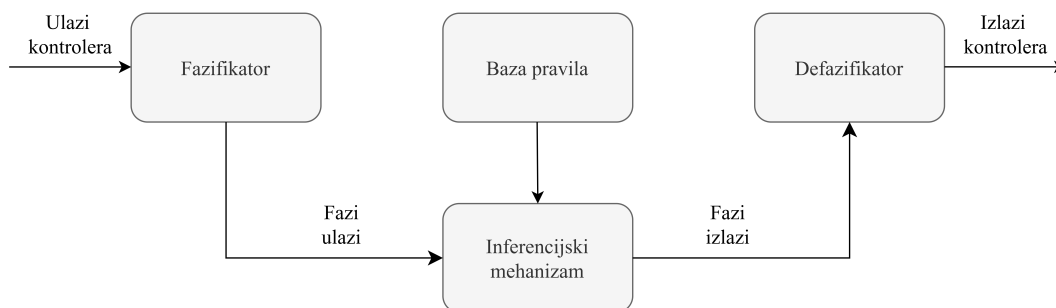 Ulazi
kontrolera
Fazifikator
Baza pravila
Defazifikator
Izlazi
kontrolera
Fazi
ulazi
Inferencijski
mehanizam
Fazi
izlazi